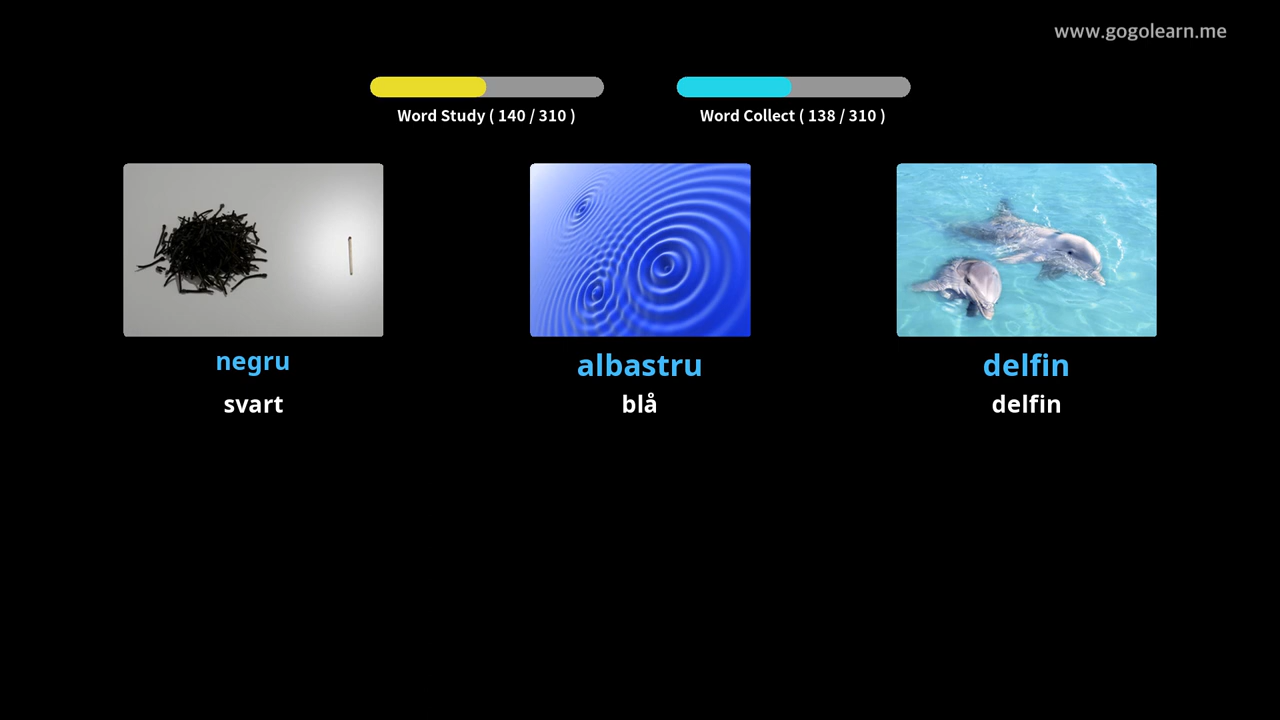 www.gogolearn.me
Word Study ( 140 / 310 )
Word Collect ( 138 / 310 )
negru
svart
albastru
blå
delfin
delfin